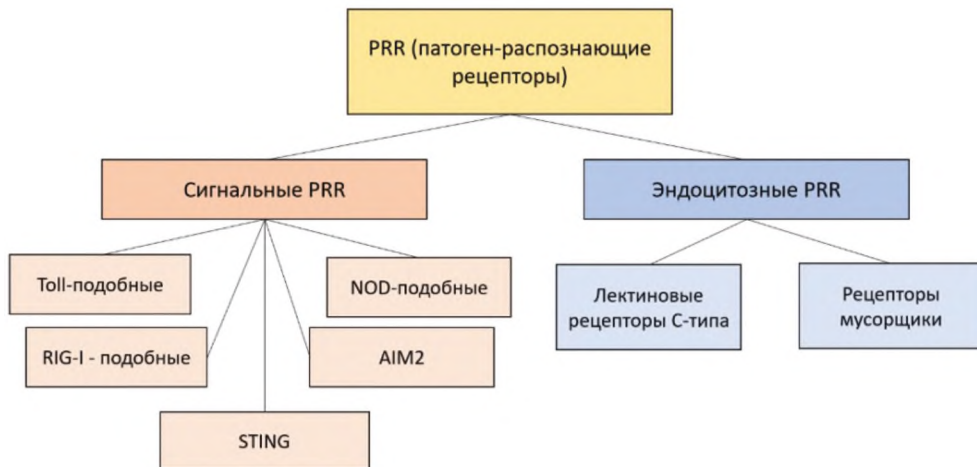 PRR (патоген-распознающие
рецепторы)
Сигнальные PRR
Эндоцитозные PRR
Toll-подобные
NOD-подобные
RIG-I - подобные
AIM2
STING
Лектиновые
рецепторы С-типа
Рецепторы
мусорщики